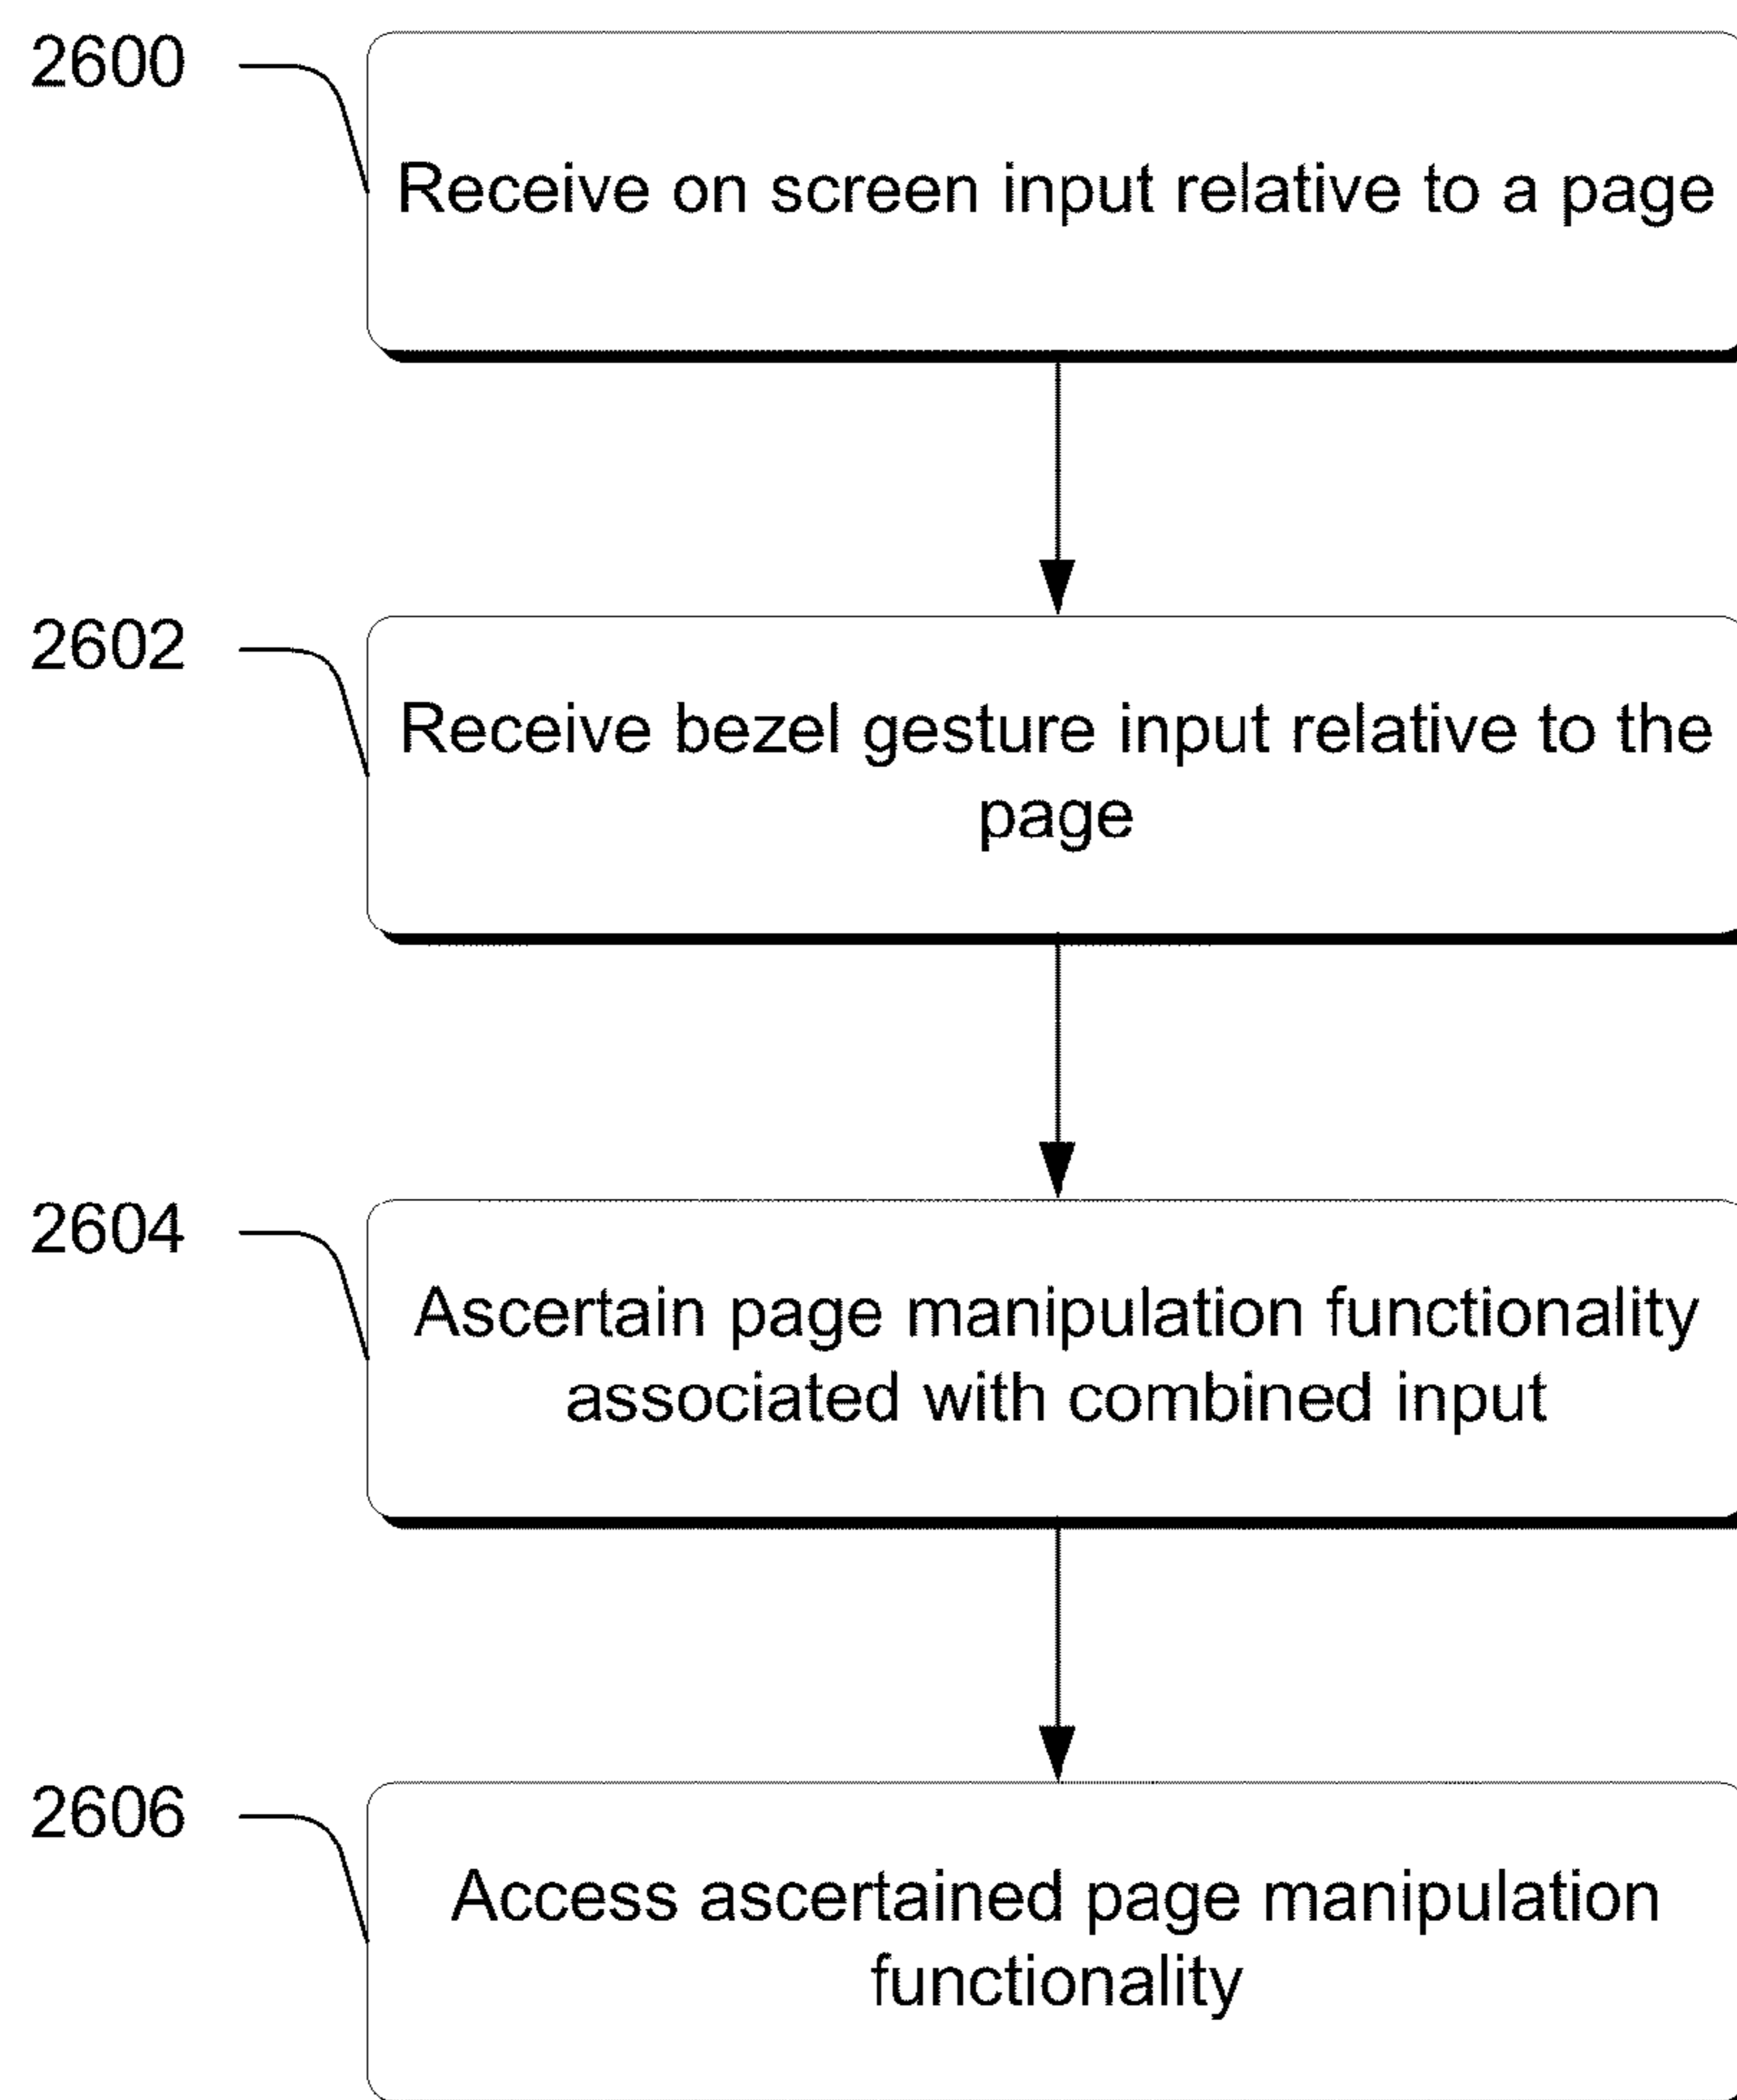 2600
Receive on screen input relative to a page
2602
Receive bezel gesture input relative to the
page
2604
Ascertain page manipulation functionality
associated with combined input
2606
Access ascertained page manipulation
functionality